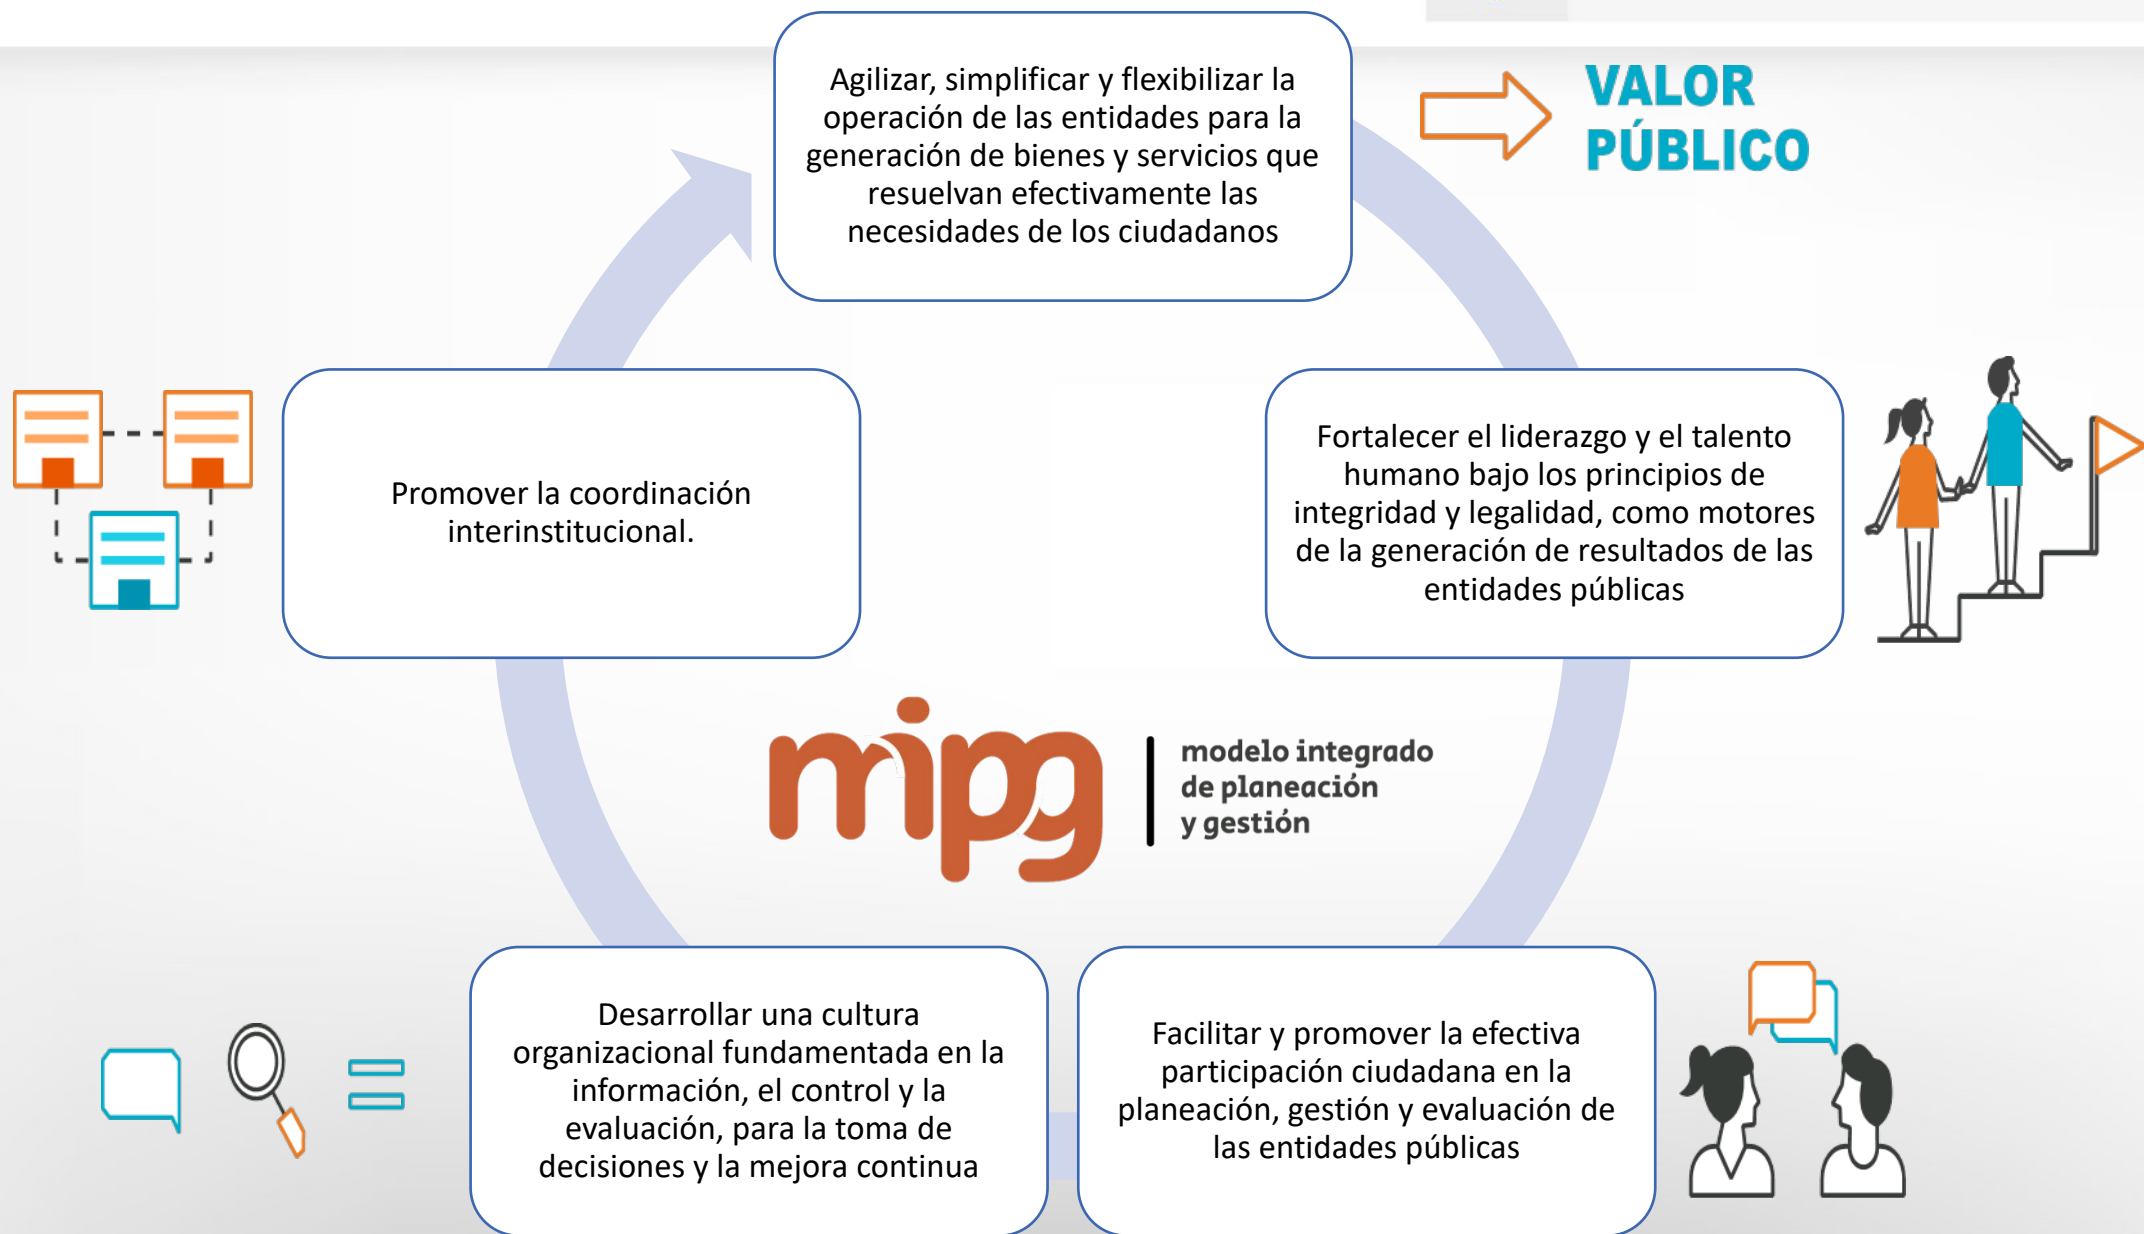 Agilizar, simplificar y flexibilizar la
operación de las entidades para la
generación de bienes y servicios que
resuelvan efectivamente las
necesidades de los ciudadanos
VALOR
PÚBLICO
Fortalecer el liderazgo y el talento
humano bajo los principios de
integridad y legalidad, como motores
de la generación de resultados de las
entidades públicas
Facilitar y promover la efectiva
participación ciudadana en la
planeación, gestión y evaluación de
las entidades públicas
Desarrollar una cultura
organizacional fundamentada en la
información, el control y la
evaluación, para la toma de
decisiones y la mejora continua
Promover la coordinación
interinstitucional.
mipg
modelo integrado
de planeación
y gestión